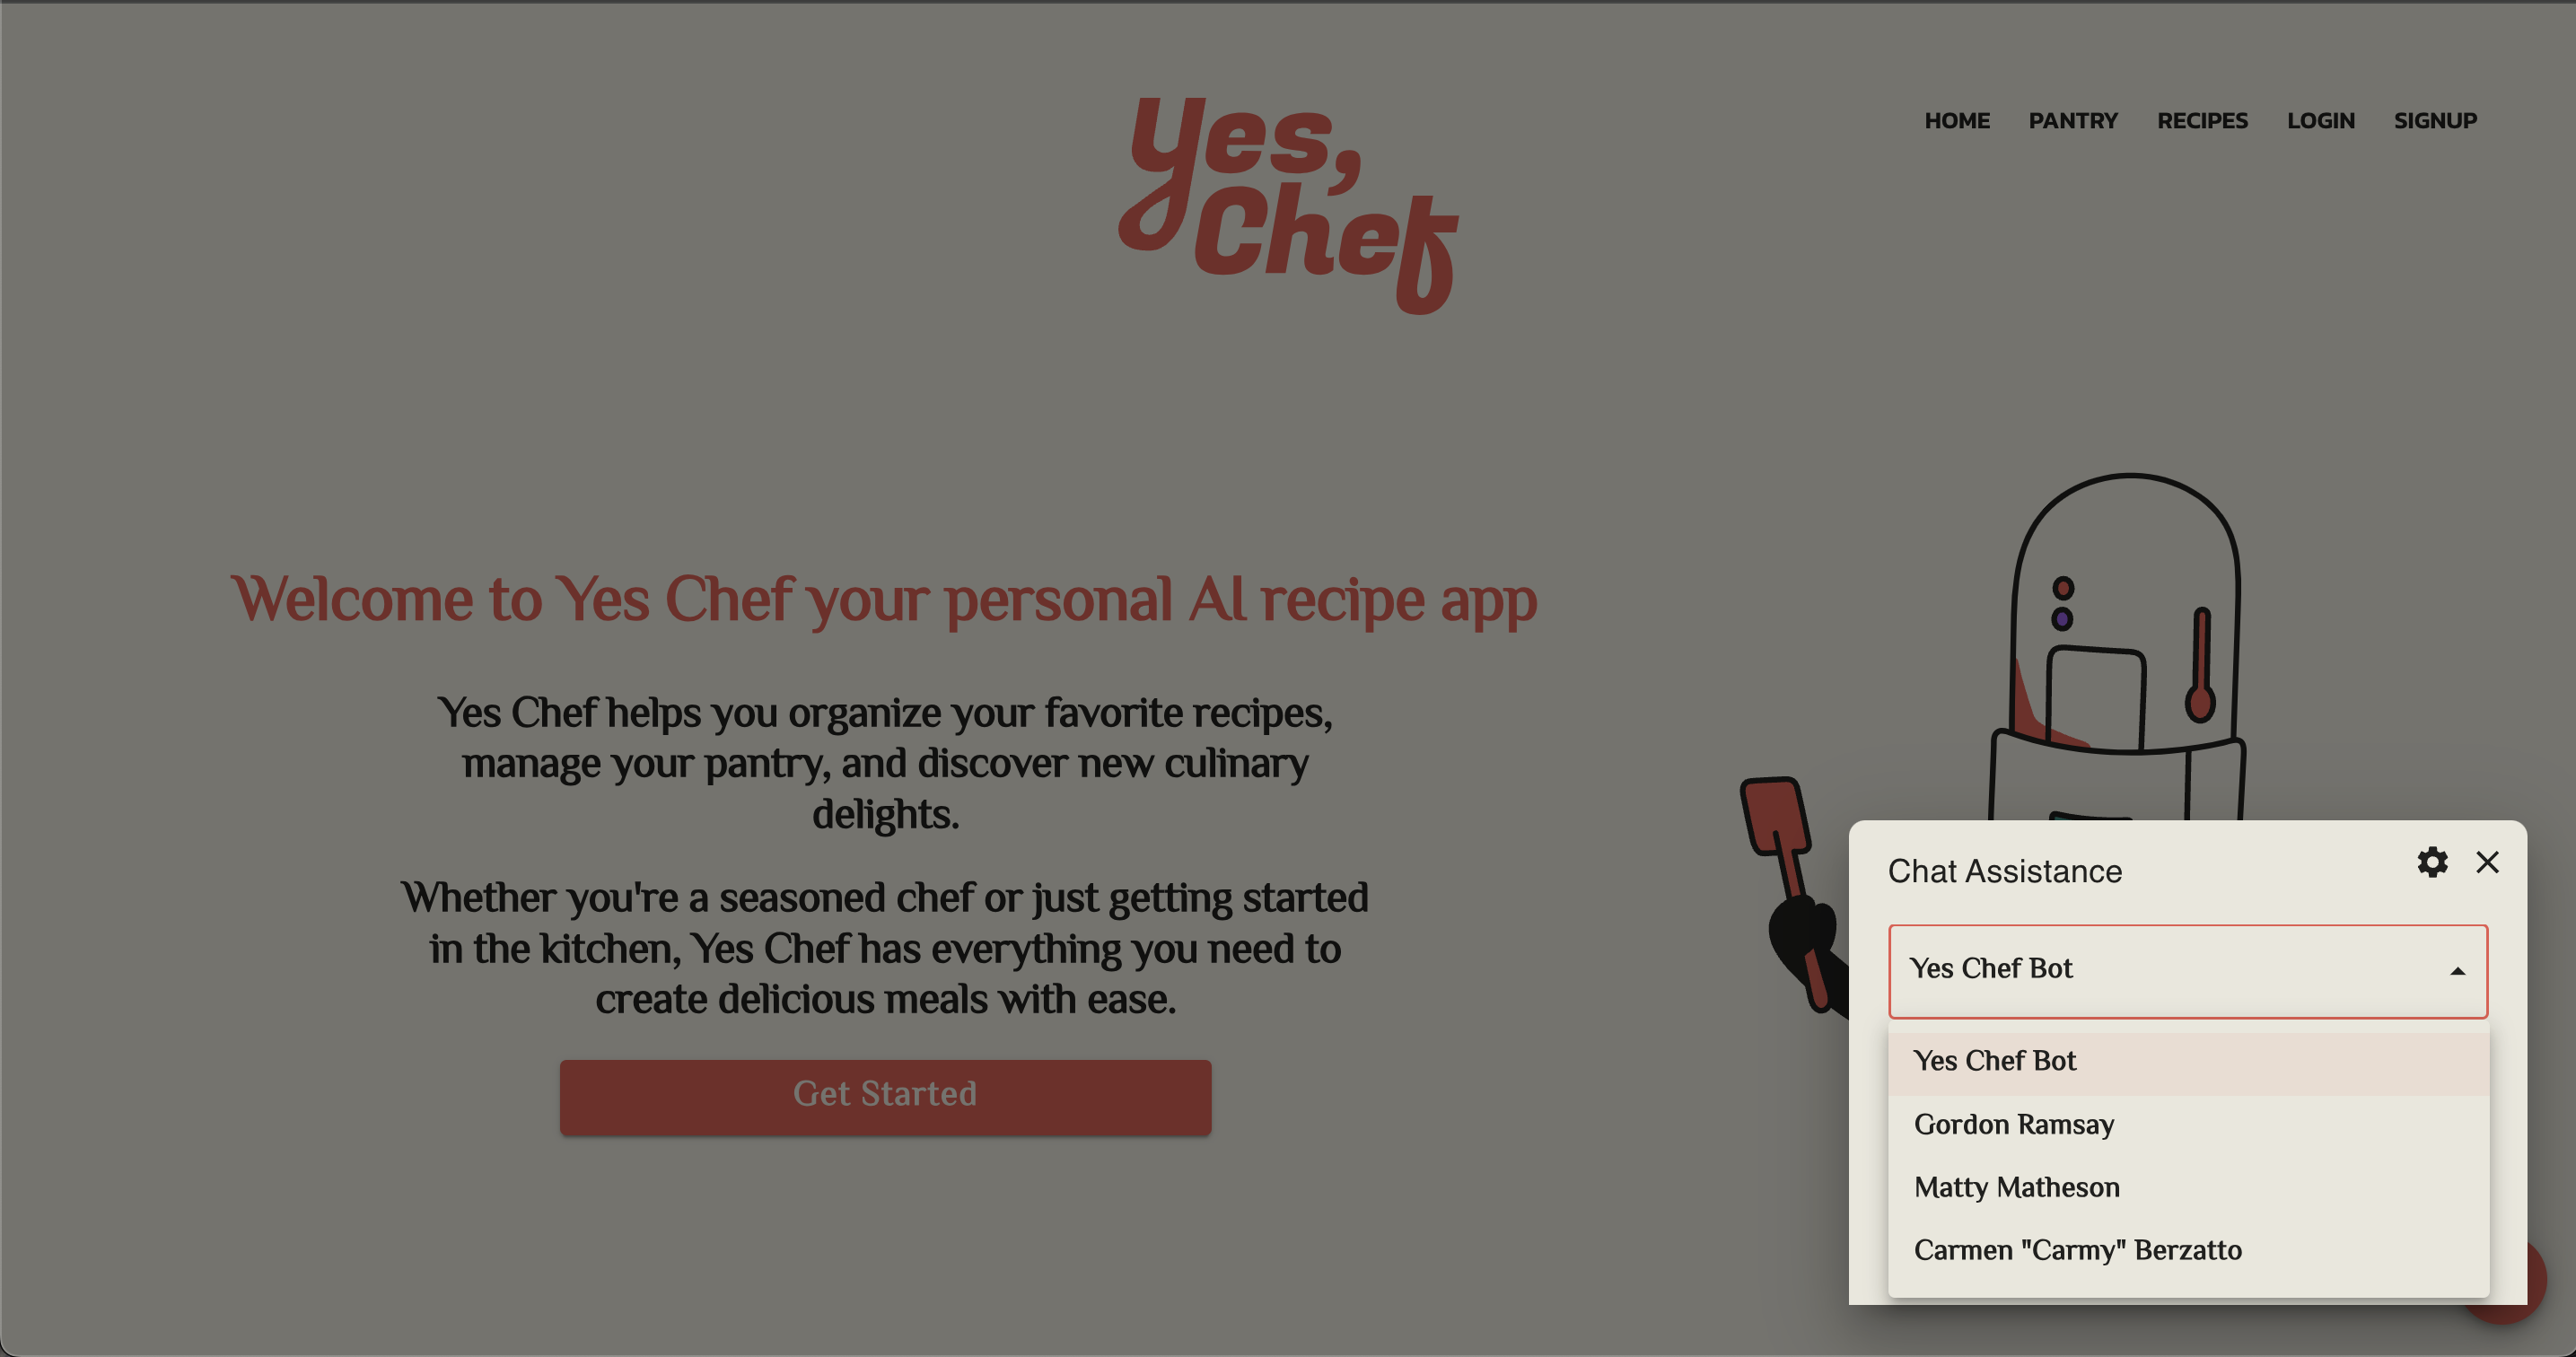 Yes,
Chef
HOME PANTRY RECIPES LOGIN SIGNUP
Welcome to Yes Chef your personal AI recipe app
Yes Chef helps you organize your favorite recipes,
manage your pantry, and discover new culinary
delights.
Whether you're a seasoned chef or just getting started
in the kitchen, Yes Chef has everything you need to
create delicious meals with ease.
Get Started
Chat Assistance
Yes Chef Bot
Yes Chef Bot
Gordon Ramsay
Matty Matheson
Carmen "Carmy" Berzatto